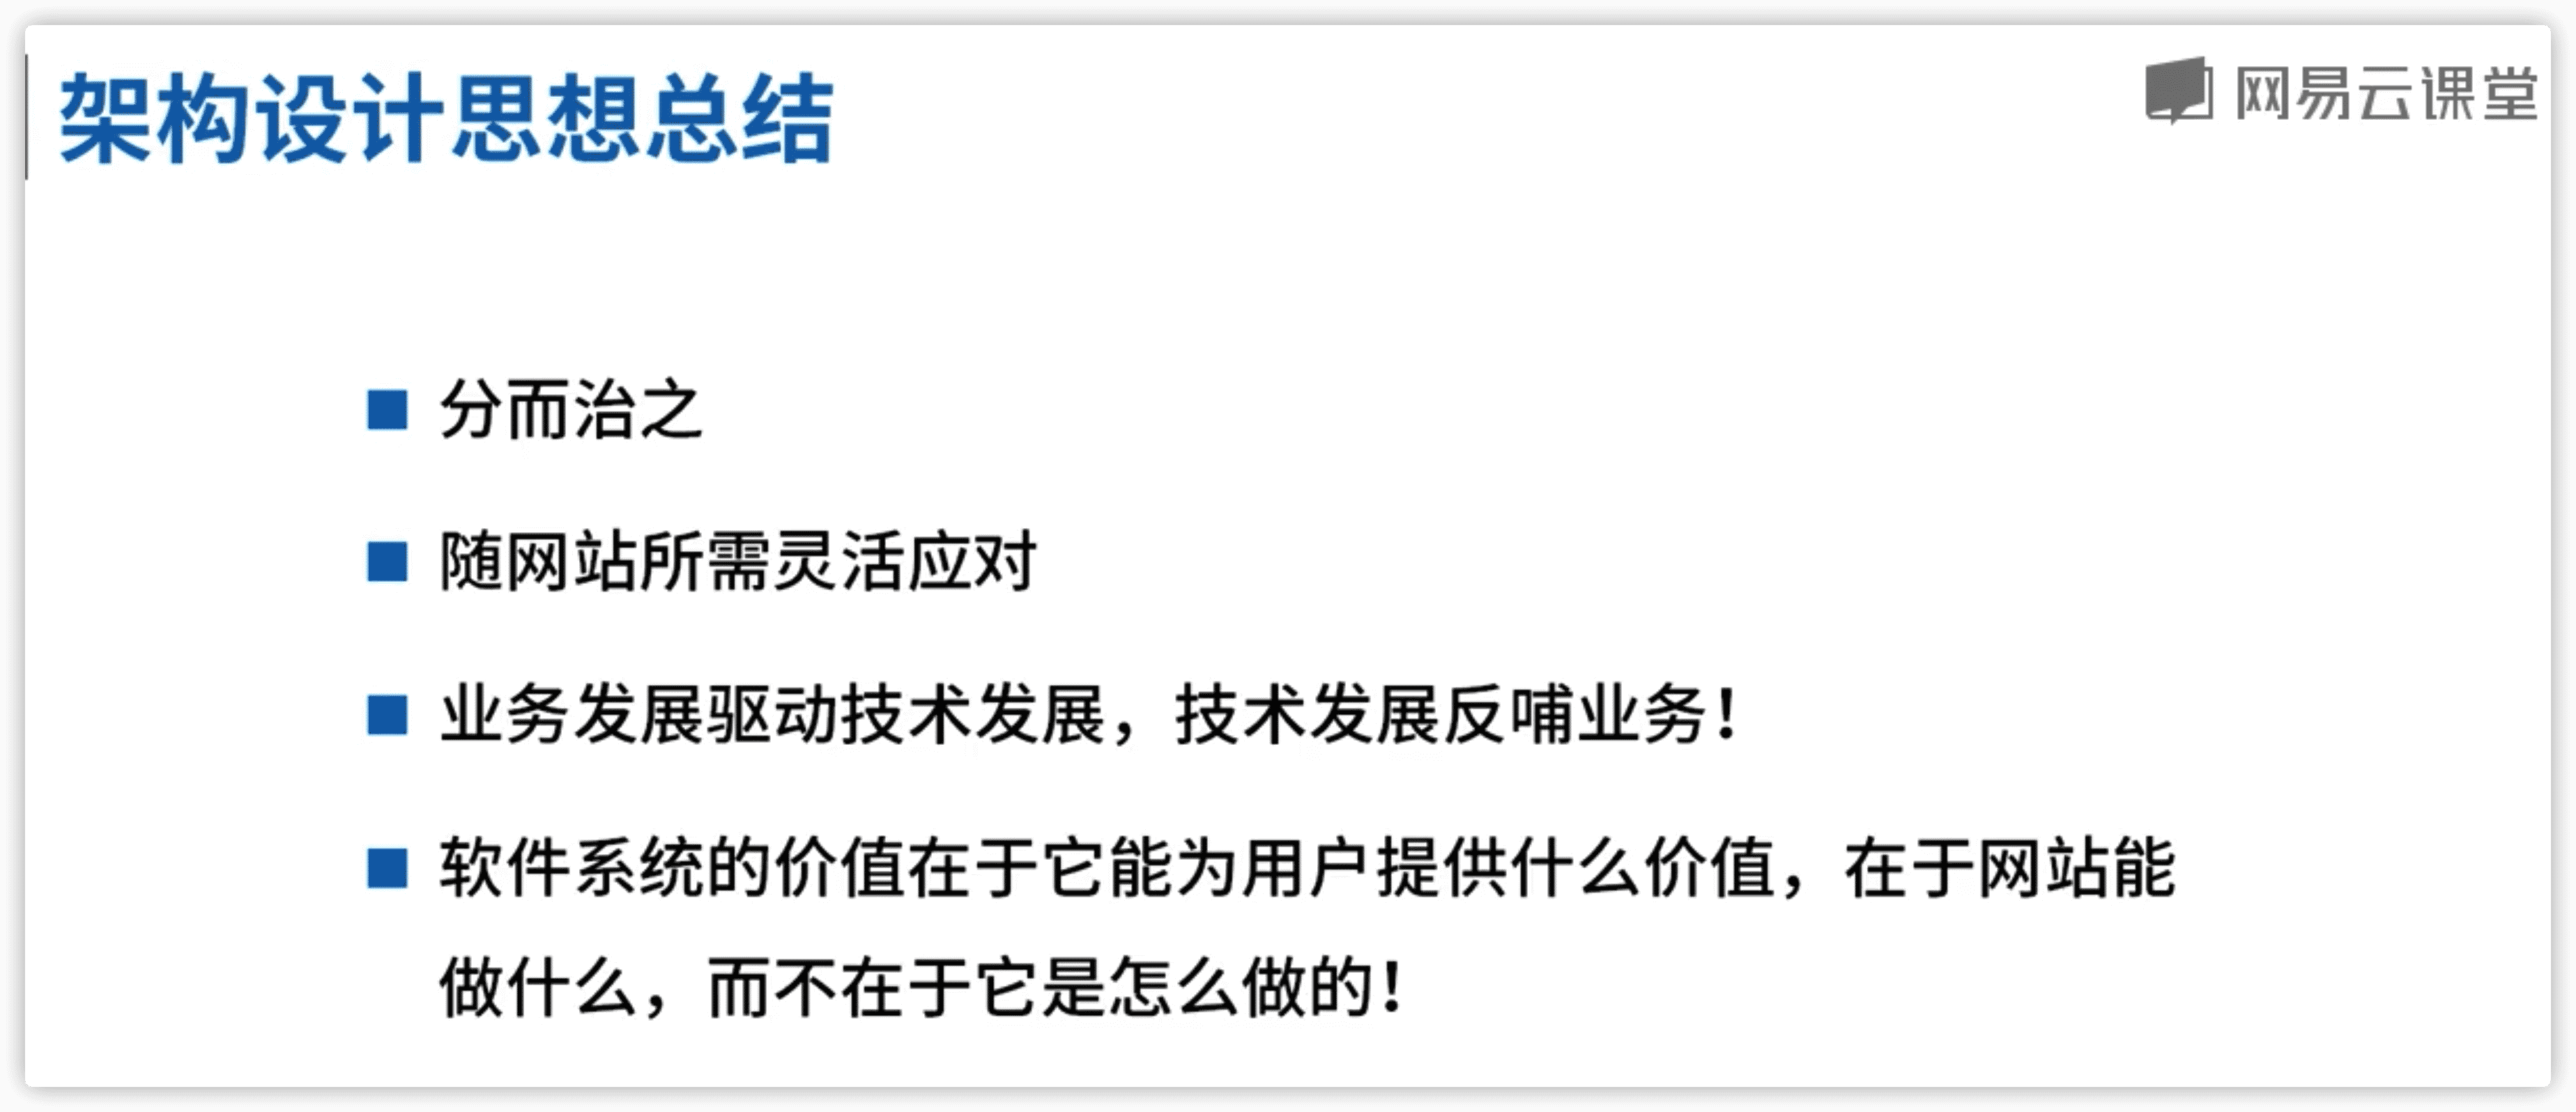 架构设计思想总结
网易云课堂
分而治之
随网站所需灵活应对
业务发展驱动技术发展，技术发展反哺业务！
软件系统的价值在于它能为用户提供什么价值，在于网站能
做什么，而不在于它是怎么做的！